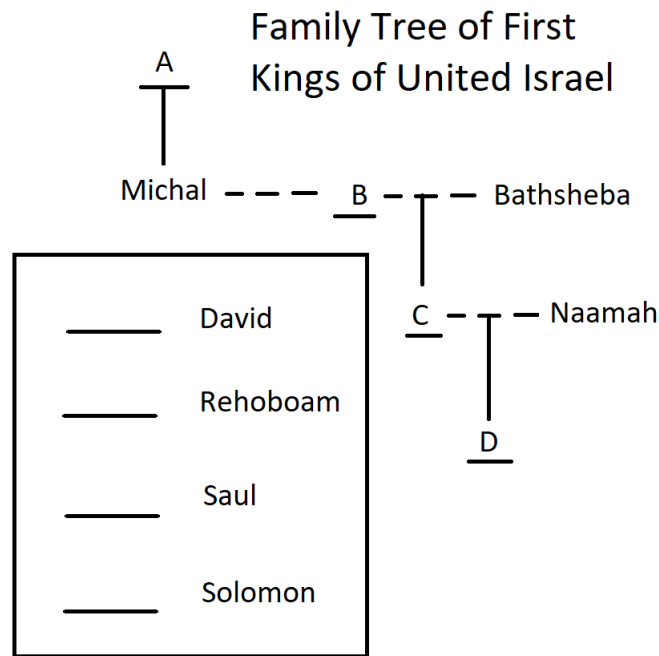 Family Tree of First
Kings of United Israel
A
Michal
B
Bathsheba
C
Naamah
D
David
Rehoboam
Saul
Solomon